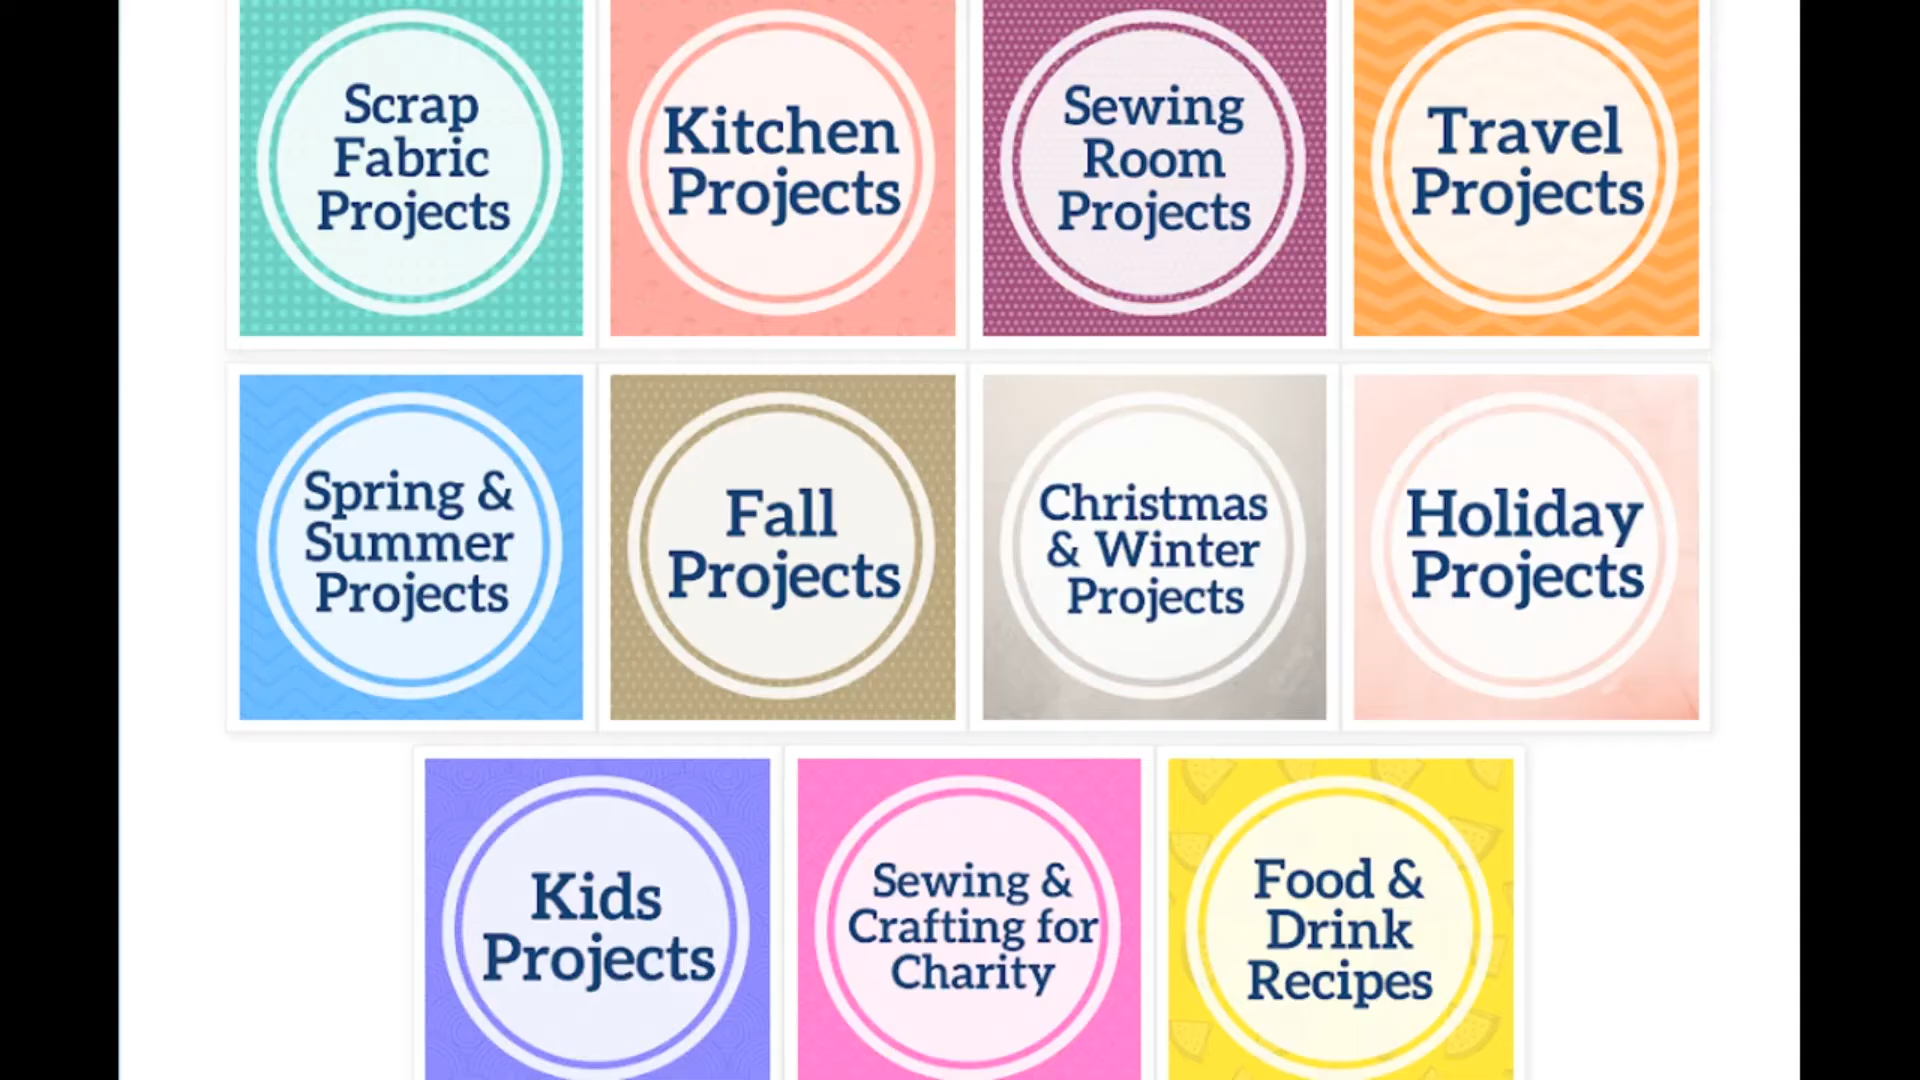 Scrap
Fabric
Projects
Kitchen
Projects
Sewing
Room
Projects
Travel
Projects
Spring &
Summer
Projects
Fall
Projects
Christmas
& Winter
Projects
Holiday
Projects
Kids
Projects
Sewing &
Crafting for
Charity
Food &
Drink
Recipes